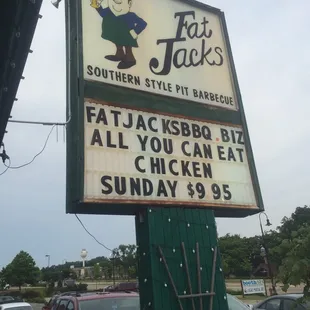 Fat
Jacks
SOUTHERN STYLE PIT BARBECUE
FATJACKSBBQ.BIZ
ALL YOU CAN EAT
CHICKEN
SUNDAY $9 95